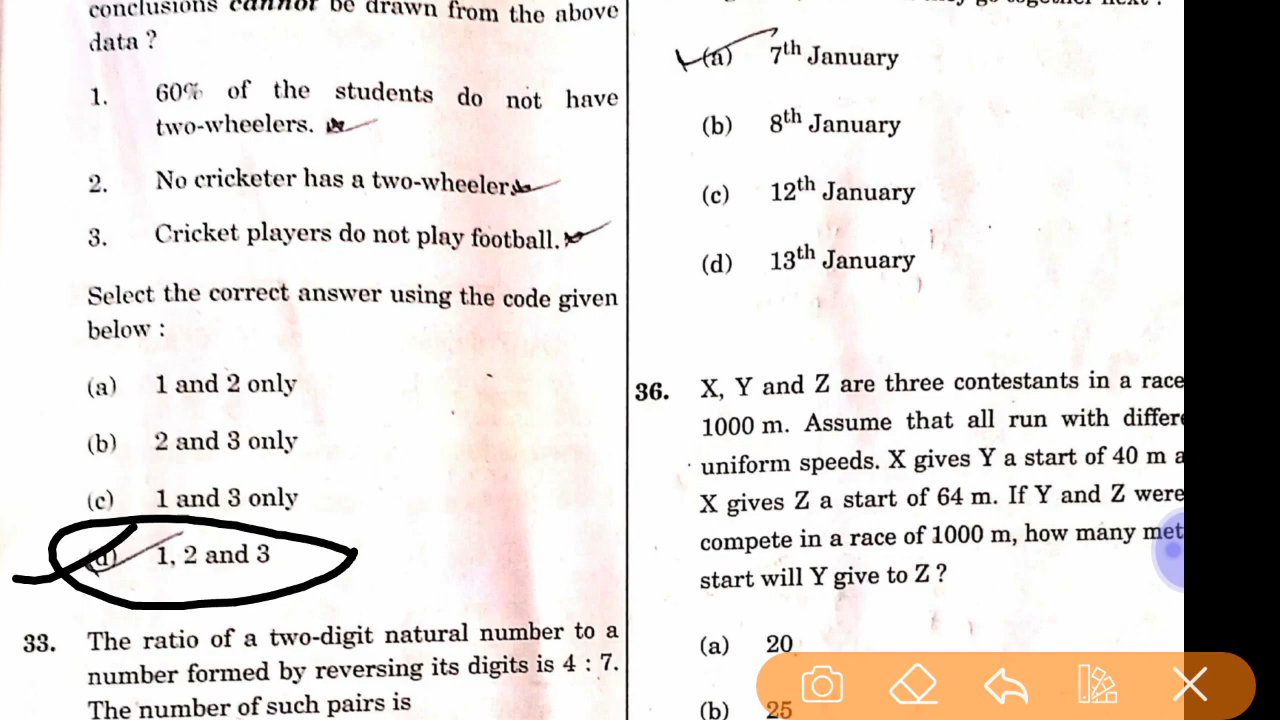 conclusions cannot be drawn from the above
data ?
1. 60% of the students do not have
two-wheelers.
2. No cricketer has a two-wheeler.
3. Cricket players do not play football.
Select the correct answer using the code given
below :
(a) 1 and 2 only
(b) 2 and 3 only
(c) 1 and 3 only
(d) 1, 2 and 3
33. The ratio of a two-digit natural number to a
number formed by reversing its digits is 4 : 7.
The number of such pairs is
(a) 7th January
(b) 8th January
(c) 12th January
(d) 13th January
36. X, Y and Z are three contestants in a race
1000 m. Assume that all run with differe
uniform speeds. X gives Y a start of 40 m a
X gives Z a start of 64 m. If Y and Z were
compete in a race of 1000 m, how many met
start will Y give to Z ?
(a) 20
(b) 25